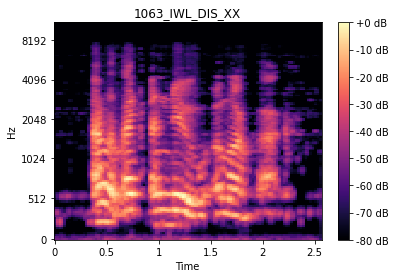 1063_IWL_DIS_XX
8192
4096
2048
1024
512
0
Hz
0 0.5 1 1.5 2 2.5
Time
+0 dB
-10 dB
-20 dB
-30 dB
-40 dB
-50 dB
-60 dB
-70 dB
-80 dB